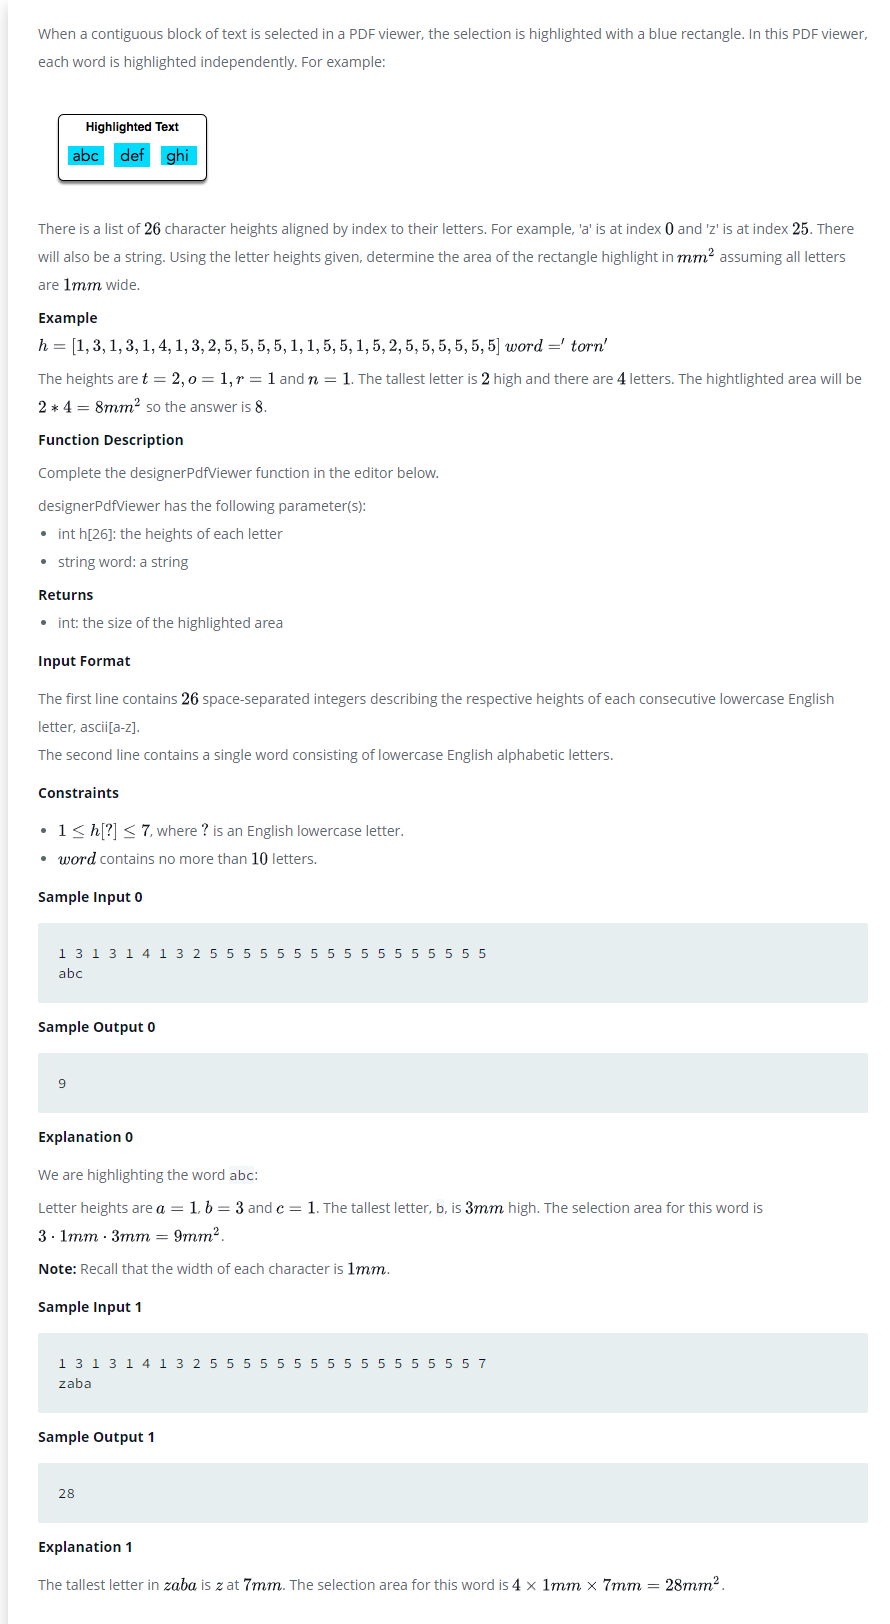 When a contiguous block of text is selected in a PDF viewer, the selection is highlighted with a blue rectangle. In this PDF viewer,
each word is highlighted independently. For example:
Highlighted Text
abc def ghi
There is a list of 26 character heights aligned by index to their letters. For example, 'a' is at index 0 and 'z' is at index 25. There
will also be a string. Using the letter heights given, determine the area of the rectangle highlight in mm² assuming all letters
are 1mm wide.
Example
h = [1, 3, 1, 3, 1, 4, 1, 3, 2, 5, 5, 5, 5, 1, 1, 5, 5, 1, 5, 2, 5, 5, 5, 5, 5, 5] word =' torn'
The heights are t = 2, o = 1, r = 1 and n = 1. The tallest letter is 2 high and there are 4 letters. The hightlighted area will be
2 * 4 = 8mm² so the answer is 8.
Function Description
Complete the designerPdfViewer function in the editor below.
designerPdfViewer has the following parameter(s):
• int h[26]: the heights of each letter
• string word: a string
Returns
• int: the size of the highlighted area
Input Format
The first line contains 26 space-separated integers describing the respective heights of each consecutive lowercase English
letter, ascii[a-z].
The second line contains a single word consisting of lowercase English alphabetic letters.
Constraints
• 1 ≤ h[?] ≤ 7, where ? is an English lowercase letter.
• word contains no more than 10 letters.
Sample Input 0
1 3 1 3 1 4 1 3 2 5 5 5 5 5 5 5 5 5 5 5 5 5 5 5 5 5
abc
Sample Output 0
9
Explanation 0
We are highlighting the word abc:
Letter heights are a = 1, b = 3 and c = 1. The tallest letter, b, is 3mm high. The selection area for this word is
3 · 1mm · 3mm = 9mm².
Note: Recall that the width of each character is 1mm.
Sample Input 1
1 3 1 3 1 4 1 3 2 5 5 5 5 5 5 5 5 5 5 5 5 5 5 5 5 7
zaba
Sample Output 1
28
Explanation 1
The tallest letter in zaba is z at 7mm. The selection area for this word is 4 × 1mm × 7mm = 28mm².